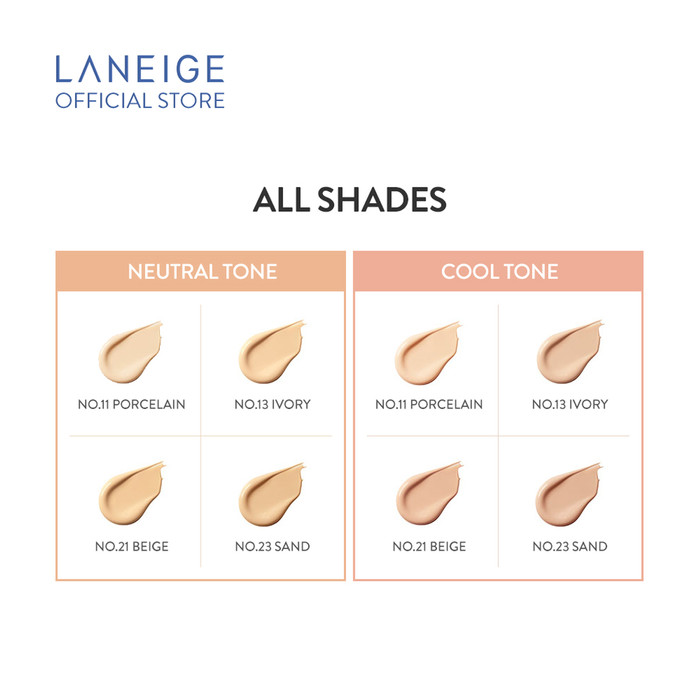 LANEIGE
OFFICIAL STORE
ALL SHADES
NEUTRAL TONE
NO.11 PORCELAIN
NO.13 IVORY
NO.21 BEIGE
NO.23 SAND
COOL TONE
NO.11 PORCELAIN
NO.13 IVORY
NO.21 BEIGE
NO.23 SAND